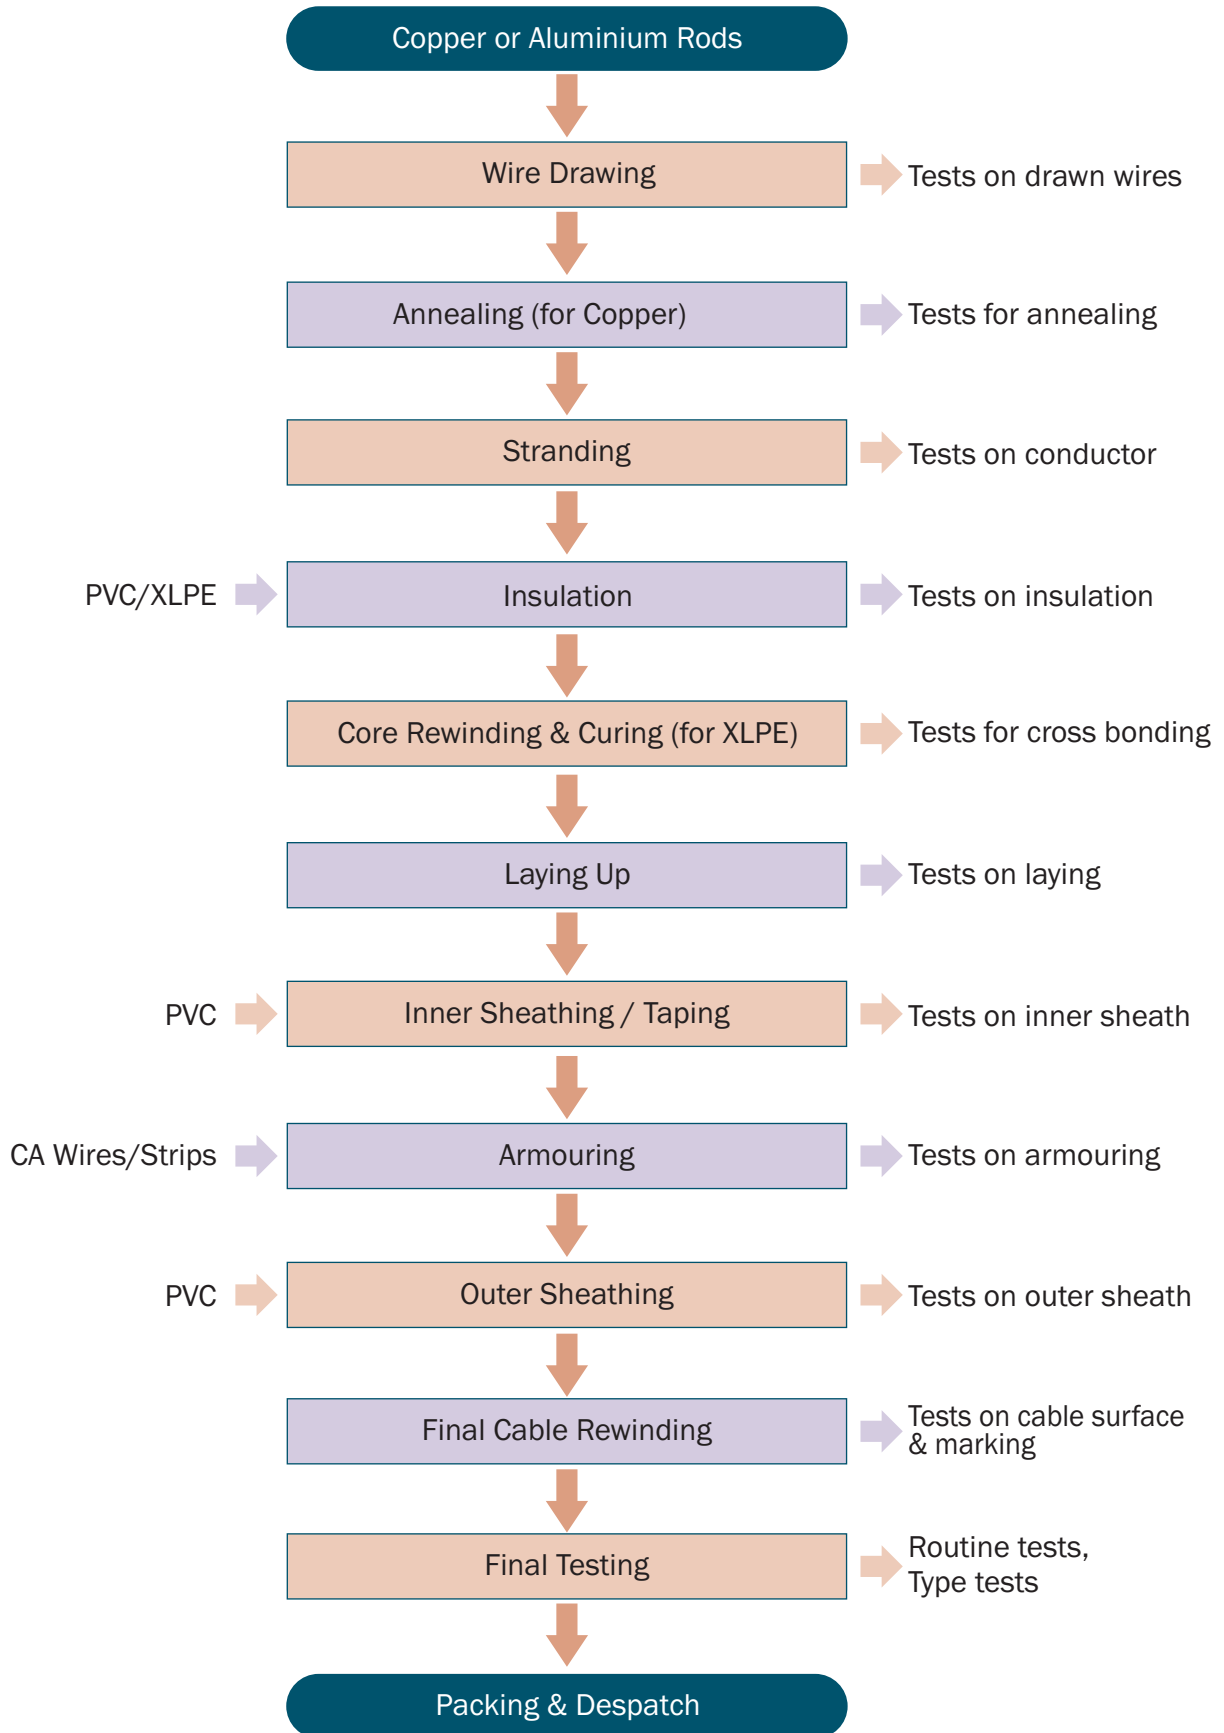 Copper or Aluminium Rods
Wire Drawing
Tests on drawn wires
Annealing (for Copper)
Tests for annealing
Stranding
Tests on conductor
PVC/XLPE
Insulation
Tests on insulation
Core Rewinding & Curing (for XLPE)
Tests for cross bonding
Laying Up
Tests on laying
PVC
Inner Sheathing / Taping
Tests on inner sheath
CA Wires/Strips
Armouring
Tests on armouring
PVC
Outer Sheathing
Tests on outer sheath
Final Cable Rewinding
Tests on cable surface
& marking
Final Testing
Routine tests,
Type tests
Packing & Despatch